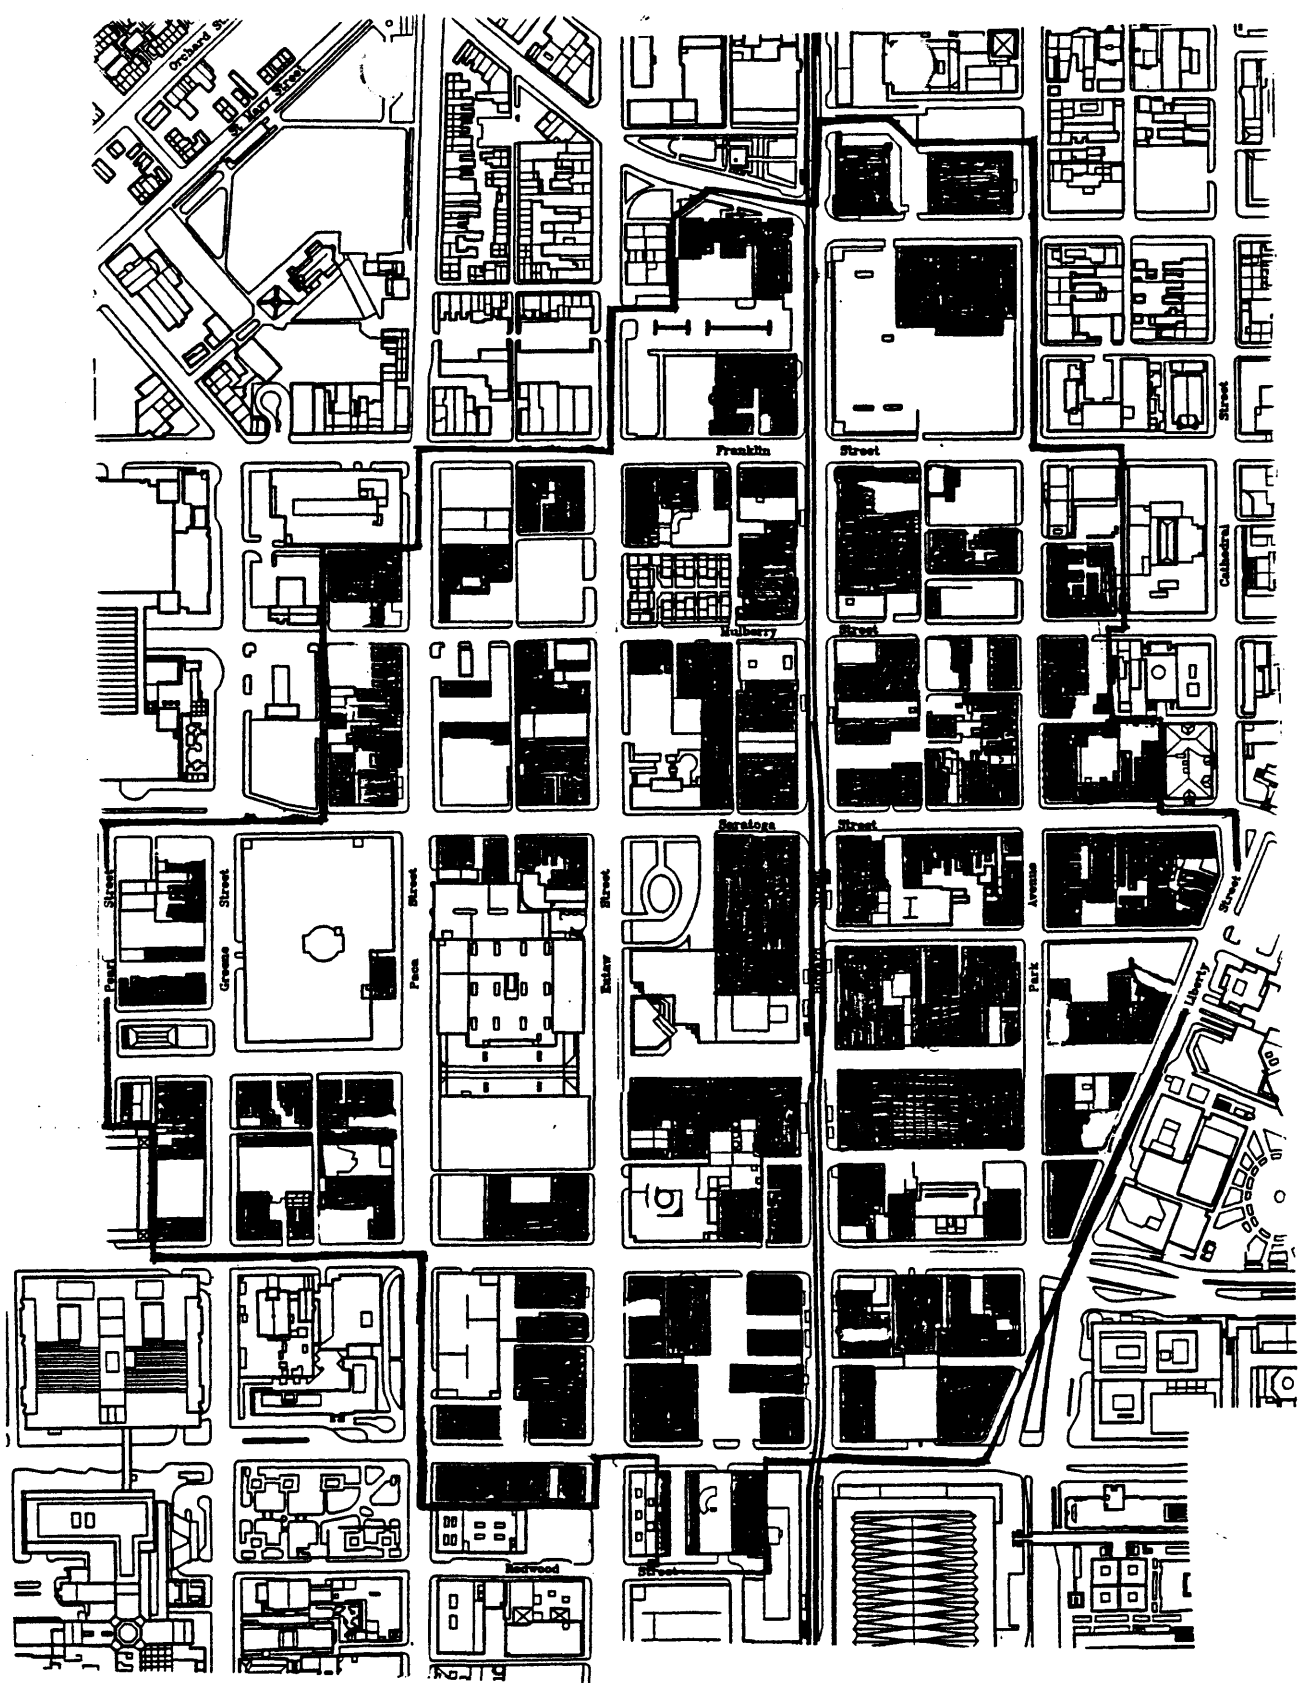 Orchard St
St Mary Street
Franklin Street
Street
Cathedral
Mulberry Street
Saratoga Street
Street
Pearl
Street
Greene
Street
Paca
Street
Eutaw
Howard
Avenue
Park
Street
Liberty
Redwood Street